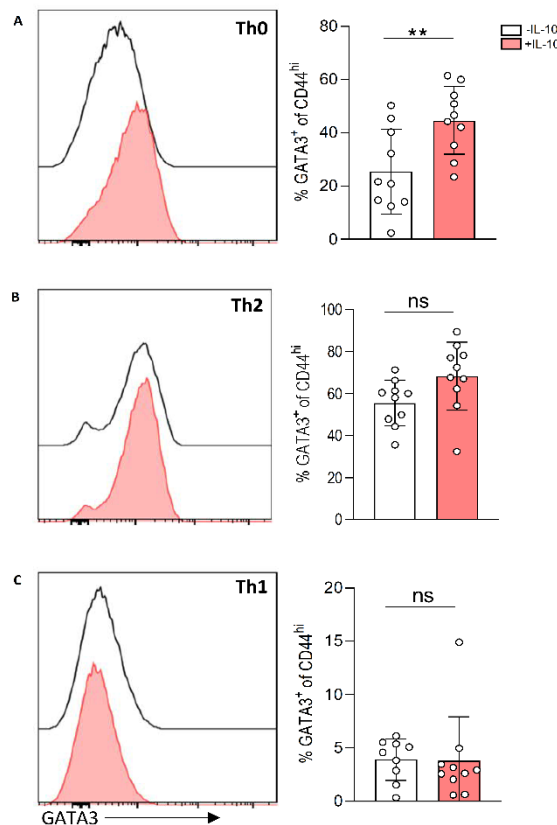 A
Th0
**
-IL-10
+IL-10
% GATA3⁺ of CD44ʰⁱ
80
60
40
20
0
B
Th2
ns
% GATA3⁺ of CD44ʰⁱ
100
80
60
40
20
0
C
Th1
ns
% GATA3⁺ of CD44ʰⁱ
20
15
10
5
0
GATA3